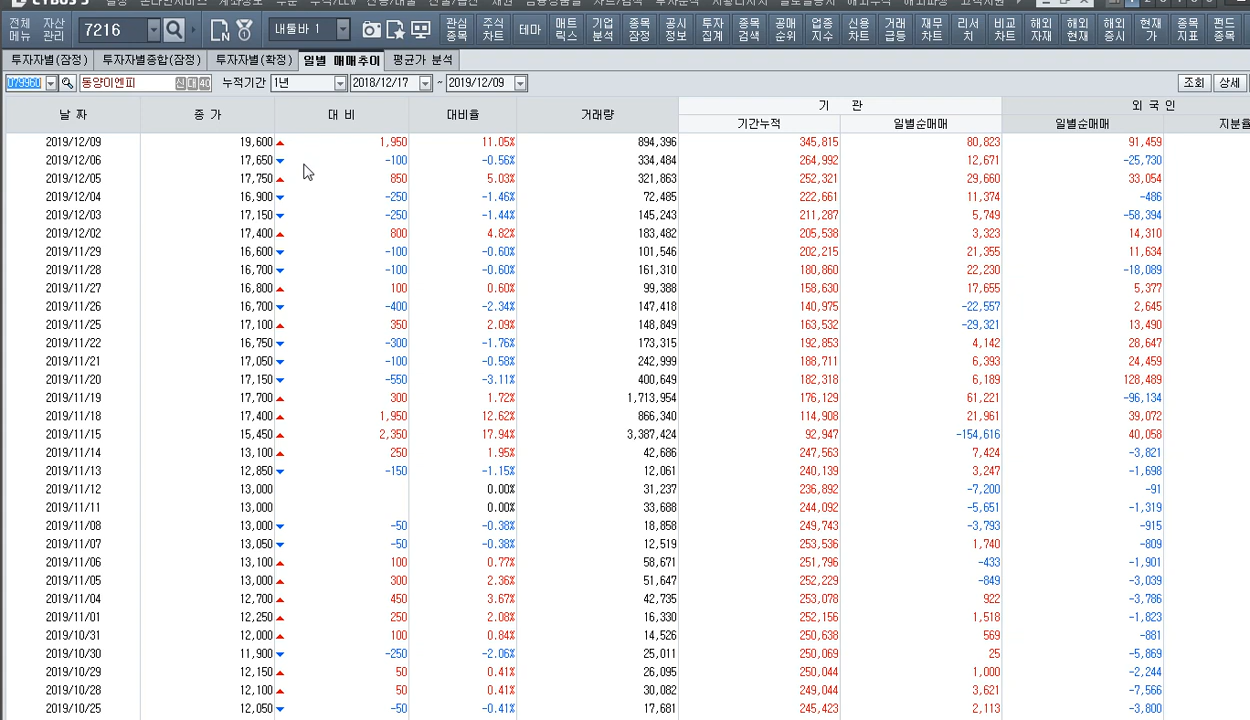 CYBOS 5
7216 내툴바 1 관심 주식 테마 매트 기업 종목 공시 투자 종목 공매 업종 신용 거래 재무 리서 비교 해외 해외 해외 현재 종목 펀드
전체 자산
메뉴 관리 종목 차트 릭스 분석 잠정 정보 집계 검색 순위 지수 차트 급등 차트 치 차트 자재 현재 증시 가 지표 종목
투자자별(잠정) 투자자별종합(잠정) 투자자별(확정) 일별 매매추이 평균가 분석
079960 동양이엔피 신 대 40 누적기간 1년 2018/12/17 ~ 2019/12/09 조회 상세
날 짜 종 가 대 비 대비율 거래량 기 관 외 국 인
기간누적 일별순매매 일별순매매 지분율
2019/12/09 19,600 ▲ 1,950 11.05% 894,396 345,815 80,823 91,459
2019/12/06 17,650 ▼ -100 -0.56% 334,484 264,992 12,671 -25,730
2019/12/05 17,750 ▲ 850 5.03% 321,863 252,321 29,660 33,054
2019/12/04 16,900 ▼ -250 -1.46% 72,485 222,661 11,374 -486
2019/12/03 17,150 ▼ -250 -1.44% 145,243 211,287 5,749 -58,394
2019/12/02 17,400 ▲ 800 4.82% 183,482 205,538 3,323 14,310
2019/11/29 16,600 ▼ -100 -0.60% 101,546 202,215 21,355 11,634
2019/11/28 16,700 ▼ -100 -0.60% 161,310 180,860 22,230 -18,089
2019/11/27 16,800 ▲ 100 0.60% 99,388 158,630 17,655 5,377
2019/11/26 16,700 ▼ -400 -2.34% 147,418 140,975 -22,557 2,645
2019/11/25 17,100 ▲ 350 2.09% 148,849 163,532 -29,321 13,490
2019/11/22 16,750 ▼ -300 -1.76% 173,315 192,853 4,142 28,647
2019/11/21 17,050 ▼ -100 -0.58% 242,999 188,711 6,393 24,459
2019/11/20 17,150 ▼ -550 -3.11% 400,649 182,318 6,189 128,489
2019/11/19 17,700 ▲ 300 1.72% 1,713,954 176,129 61,221 -96,134
2019/11/18 17,400 ▲ 1,950 12.62% 866,340 114,908 21,961 39,072
2019/11/15 15,450 ▲ 2,350 17.94% 3,387,424 92,947 -154,616 40,058
2019/11/14 13,100 ▲ 250 1.95% 42,686 247,563 7,424 -3,821
2019/11/13 12,850 ▼ -150 -1.15% 12,061 240,139 3,247 -1,698
2019/11/12 13,000 0.00% 31,237 236,892 -7,200 -91
2019/11/11 13,000 0.00% 33,688 244,092 -5,651 -1,319
2019/11/08 13,000 ▼ -50 -0.38% 18,858 249,743 -3,793 -915
2019/11/07 13,050 ▼ -50 -0.38% 12,519 253,536 1,740 -809
2019/11/06 13,100 ▲ 100 0.77% 58,671 251,796 -433 -1,901
2019/11/05 13,000 ▲ 300 2.36% 51,647 252,229 -849 -3,039
2019/11/04 12,700 ▲ 450 3.67% 42,735 253,078 922 -3,786
2019/11/01 12,250 ▲ 250 2.08% 16,330 252,156 1,518 -1,823
2019/10/31 12,000 ▲ 100 0.84% 14,526 250,638 569 -881
2019/10/30 11,900 ▼ -250 -2.06% 25,011 250,069 25 -5,869
2019/10/29 12,150 ▲ 50 0.41% 26,095 250,044 1,000 -2,244
2019/10/28 12,100 ▲ 50 0.41% 30,082 249,044 3,621 -7,566
2019/10/25 12,050 ▼ -50 -0.41% 17,681 245,423 2,113 -3,800